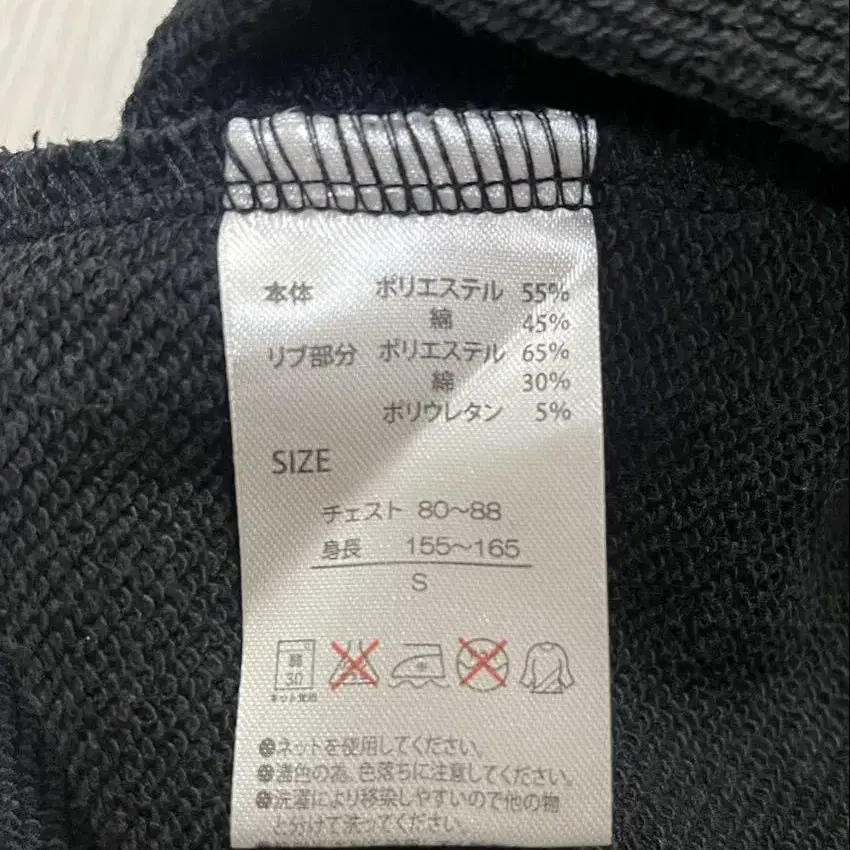 本体 ポリエステル 55%
綿 45%
リブ部分 ポリエステル 65%
綿 30%
ポリウレタン 5%
SIZE
チェスト 80～88
身長 155～165
S
弱
30
ネット使用
●ネットを使用してください。
●濃色の為、色落ちに注意してください。
●洗濯により移染しやすいので他の物
と分けて洗ってください。